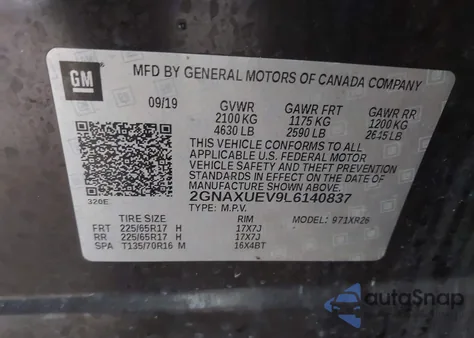 GM
MFD BY GENERAL MOTORS OF CANADA COMPANY
09/19 GVWR GAWR FRT GAWR RR
2100 KG 1175 KG 1200 KG
4630 LB 2590 LB 2645 LB
THIS VEHICLE CONFORMS TO ALL
APPLICABLE U.S. FEDERAL MOTOR
VEHICLE SAFETY AND THEFT PREVENTION
STANDARDS IN EFFECT ON THE DATE OF
MANUFACTURE SHOWN ABOVE.
320E 2GNAXUEV9L6140837
TYPE: M.P.V. MODEL: 971XR26
TIRE SIZE RIM
FRT 225/65R17 H 17X7J
RR 225/65R17 H 17X7J
SPA T135/70R16 M 16X4BT
autoSnap